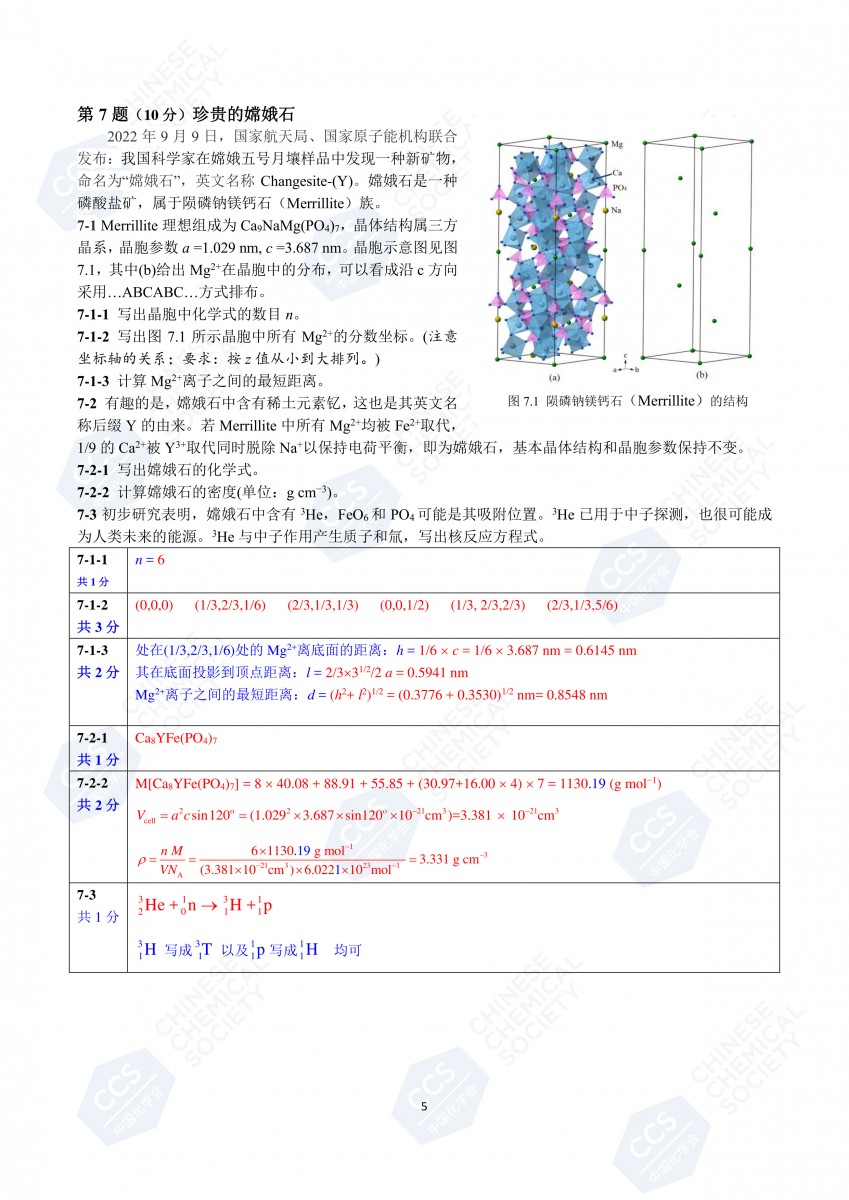 第 7 题（10 分）珍贵的嫦娥石
2022 年 9 月 9 日，国家航天局、国家原子能机构联合
发布：我国科学家在嫦娥五号月壤样品中发现一种新矿物，
命名为“嫦娥石”，英文名称 Changesite-(Y)。嫦娥石是一种
磷酸盐矿，属于陨磷钠镁钙石（Merrillite）族。
7-1 Merrillite 理想组成为 Ca₉NaMg(PO₄)₇，晶体结构属三方
晶系，晶胞参数 a =1.029 nm, c =3.687 nm。晶胞示意图见图
7.1，其中(b)给出 Mg²⁺在晶胞中的分布，可以看成沿 c 方向
采用…ABCABC…方式排布。
7-1-1 写出晶胞中化学式的数目 n。
7-1-2 写出图 7.1 所示晶胞中所有 Mg²⁺的分数坐标。(注意
坐标轴的关系；要求：按 z 值从小到大排列。)
7-1-3 计算 Mg²⁺离子之间的最短距离。
7-2 有趣的是，嫦娥石中含有稀土元素钇，这也是其英文名
称后缀 Y 的由来。若 Merrillite 中所有 Mg²⁺均被 Fe²⁺取代，
1/9 的 Ca²⁺被 Y³⁺取代同时脱除 Na⁺以保持电荷平衡，即为嫦娥石，基本晶体结构和晶胞参数保持不变。
7-2-1 写出嫦娥石的化学式。
7-2-2 计算嫦娥石的密度(单位：g cm⁻³)。
7-3 初步研究表明，嫦娥石中含有 ³He，FeO₆ 和 PO₄ 可能是其吸附位置。³He 已用于中子探测，也很可能成
为人类未来的能源。³He 与中子作用产生质子和氚，写出核反应方程式。
Mg
Ca
PO₄
Na
c
a b
(a)
(b)
图 7.1 陨磷钠镁钙石（Merrillite）的结构
7-1-1
共 1 分
n = 6
7-1-2
共 3 分
(0,0,0) (1/3,2/3,1/6) (2/3,1/3,1/3) (0,0,1/2) (1/3, 2/3,2/3) (2/3,1/3,5/6)
7-1-3
共 2 分
处在(1/3,2/3,1/6)处的 Mg²⁺离底面的距离：h = 1/6 × c = 1/6 × 3.687 nm = 0.6145 nm
其在底面投影到顶点距离：l = 2/3×3¹ᐟ²/2 a = 0.5941 nm
Mg²⁺离子之间的最短距离：d = (h²+ l²)¹ᐟ² = (0.3776 + 0.3530)¹ᐟ² nm= 0.8548 nm
7-2-1
共 1 分
Ca₈YFe(PO₄)₇
7-2-2
共 2 分
M[Ca₈YFe(PO₄)₇] = 8 × 40.08 + 88.91 + 55.85 + (30.97+16.00 × 4) × 7 = 1130.19 (g mol⁻¹)
V_cell = a²c sin120° = (1.029² ×3.687×sin120° ×10⁻²¹cm³)=3.381 × 10⁻²¹cm³
ρ = n M / VN_A = 6×1130.19 g mol⁻¹ / (3.381×10⁻²¹cm³)×6.0221×10²³mol⁻¹ = 3.331 g cm⁻³
7-3
共 1 分
³₂He + ¹₀n → ³₁H + ¹₁p
³₁H 写成 ³₁T 以及 ¹₁p 写成 ¹₁H 均可
5
CHINESE CHEMICAL SOCIETY
CCS
中国化学会